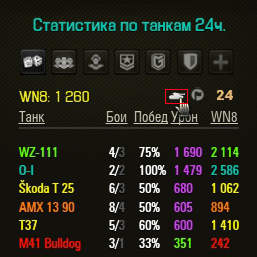 Статистика по танкам 24ч.
WN8: 1 260 24
Танк Бои Побед Урон WN8
WZ-111 4/3 75% 1 690 2 114
O-I 2/2 100% 1 479 2 586
Škoda T 25 6/3 50% 680 1 062
AMX 13 90 8/4 50% 605 894
T37 5/3 60% 600 1 410
M41 Bulldog 3/1 33% 351 242